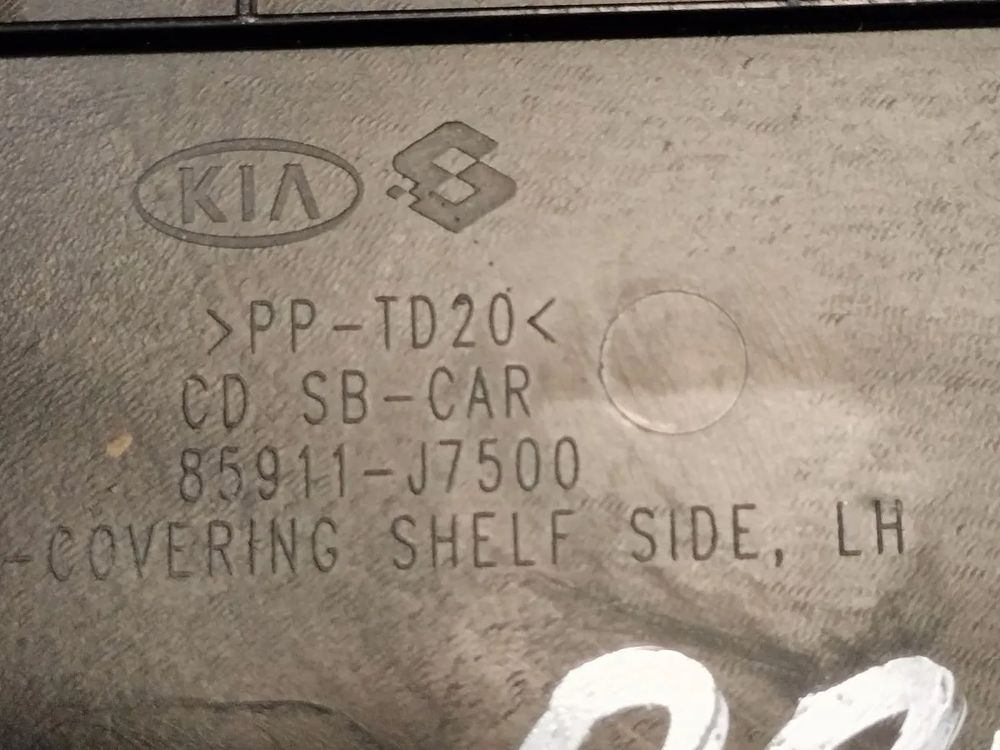 KIA
>PP-TD20<
CD SB-CAR
85911-J7500
-COVERING SHELF SIDE, LH